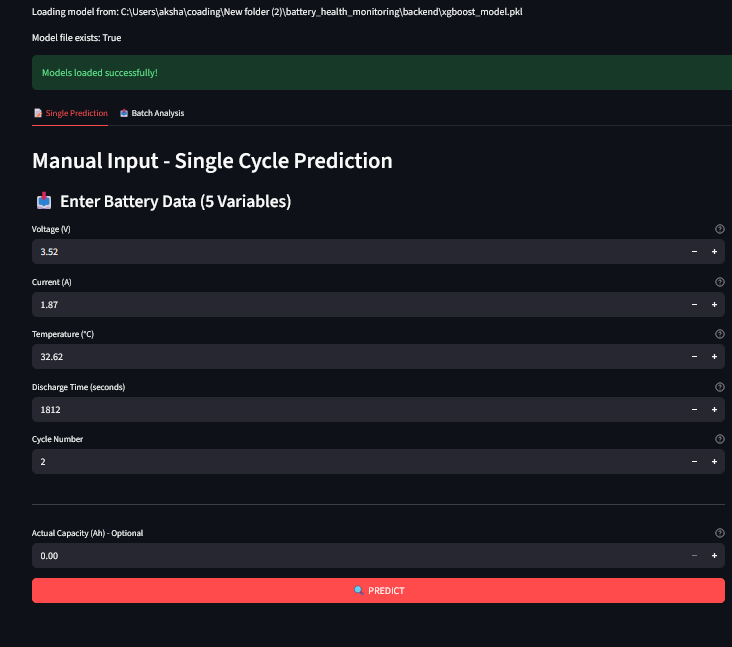 Loading model from: C:\Users\aksha\coading\New folder (2)\battery_health_monitoring\backend\xgboost_model.pkl
Model file exists: True
Models loaded successfully!
Single Prediction
Batch Analysis
Manual Input - Single Cycle Prediction
Enter Battery Data (5 Variables)
Voltage (V)
3.52
Current (A)
1.87
Temperature (°C)
32.62
Discharge Time (seconds)
1812
Cycle Number
2
Actual Capacity (Ah) - Optional
0.00
PREDICT